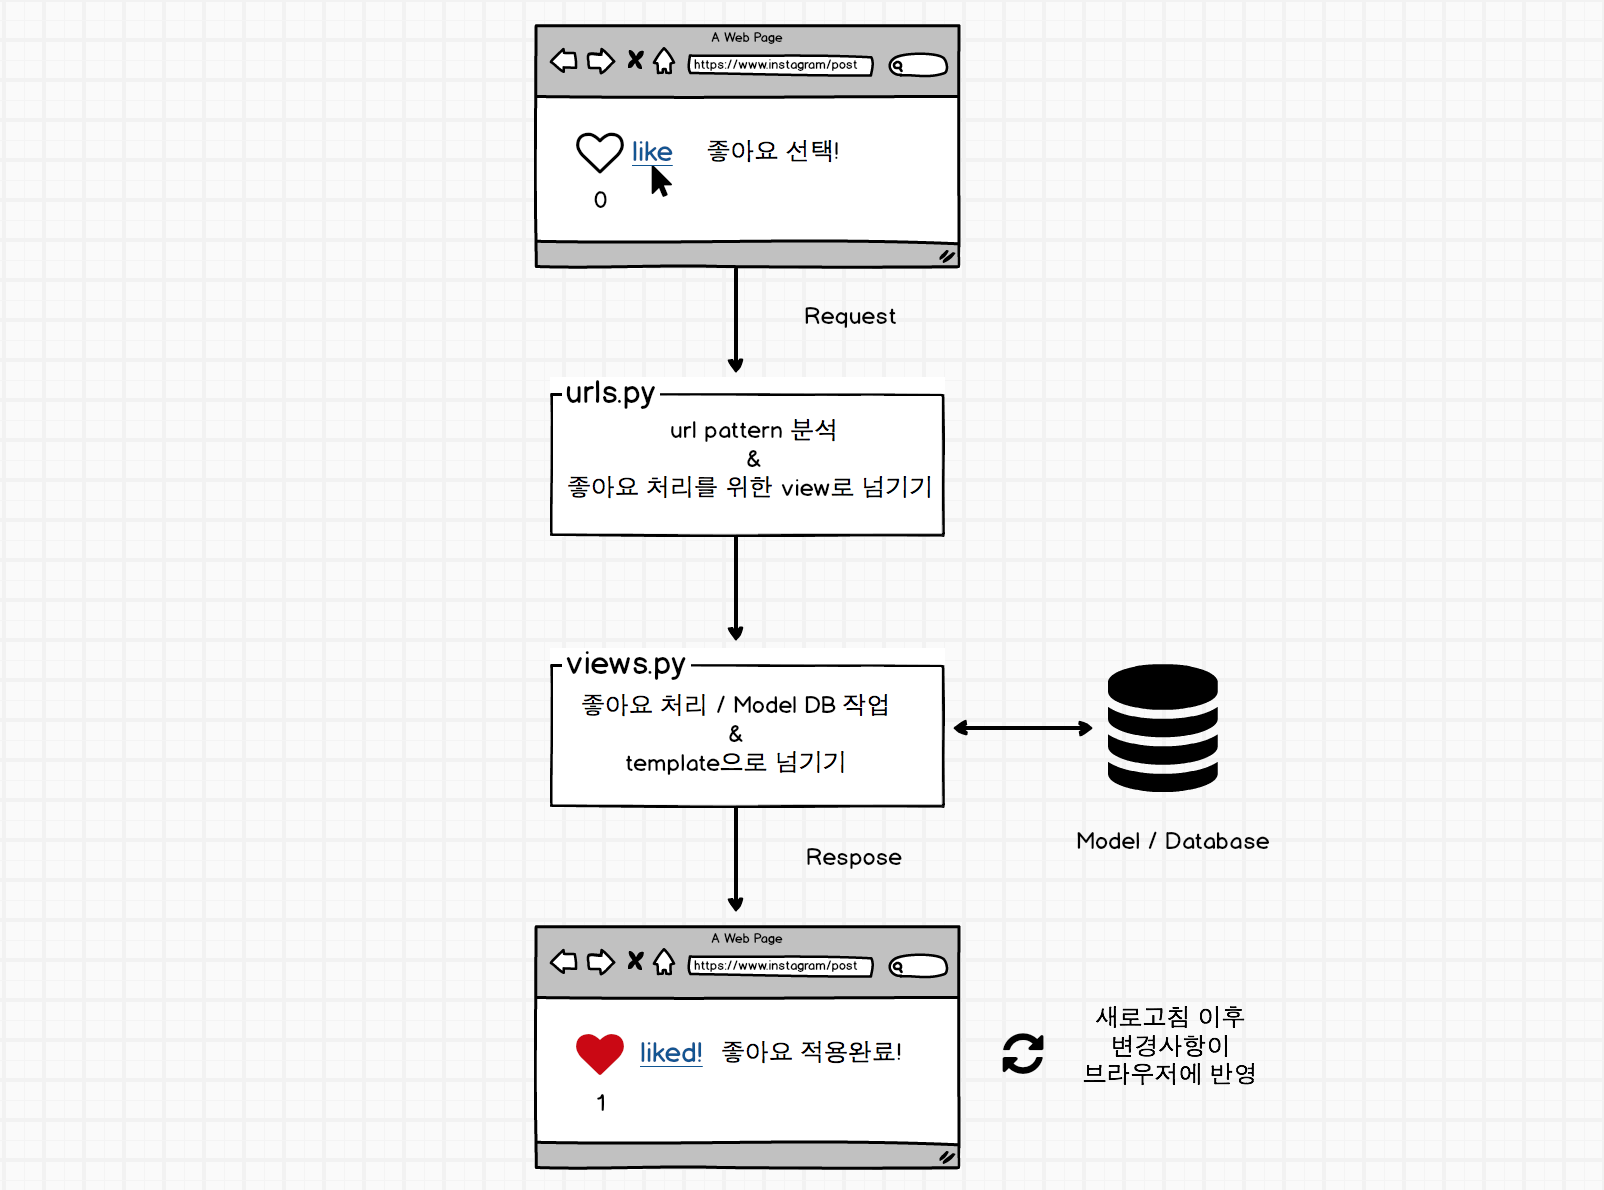 A Web Page
https://www.instagram/post
like 좋아요 선택!
0
Request
urls.py
url pattern 분석
&
좋아요 처리를 위한 view로 넘기기
views.py
좋아요 처리 / Model DB 작업
&
template으로 넘기기
Model / Database
Respose
A Web Page
https://www.instagram/post
liked! 좋아요 적용완료!
1
새로고침 이후
변경사항이
브라우저에 반영